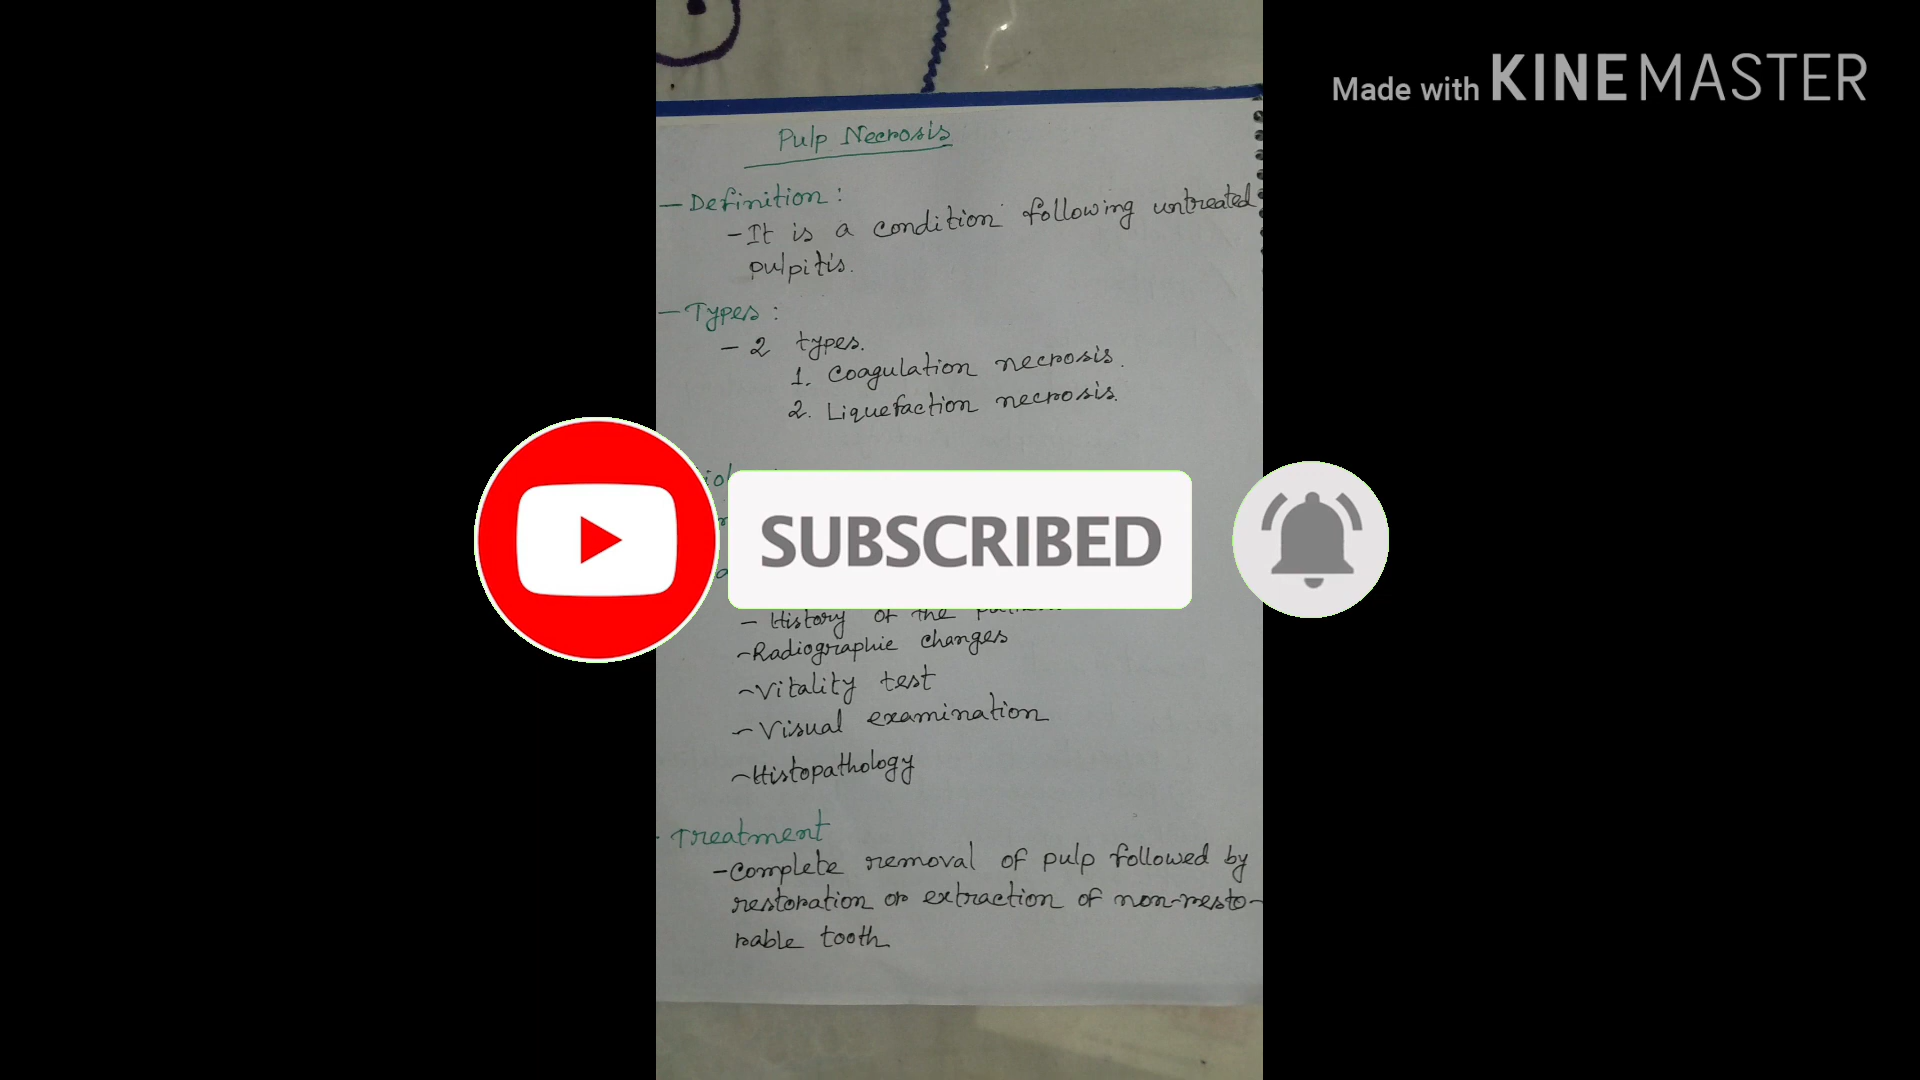 Made with KINEMASTER
Pulp Necrosis
- Definition :
- It is a condition following untreated
pulpitis.
- Types :
- 2 types.
1. Coagulation necrosis.
2. Liquefaction necrosis.
SUBSCRIBED
- History of the
- Radiographic changes
- Vitality test
- Visual examination
- Histopathology
- Treatment
- Complete removal of pulp followed by
restoration or extraction of non-resto-
rable tooth